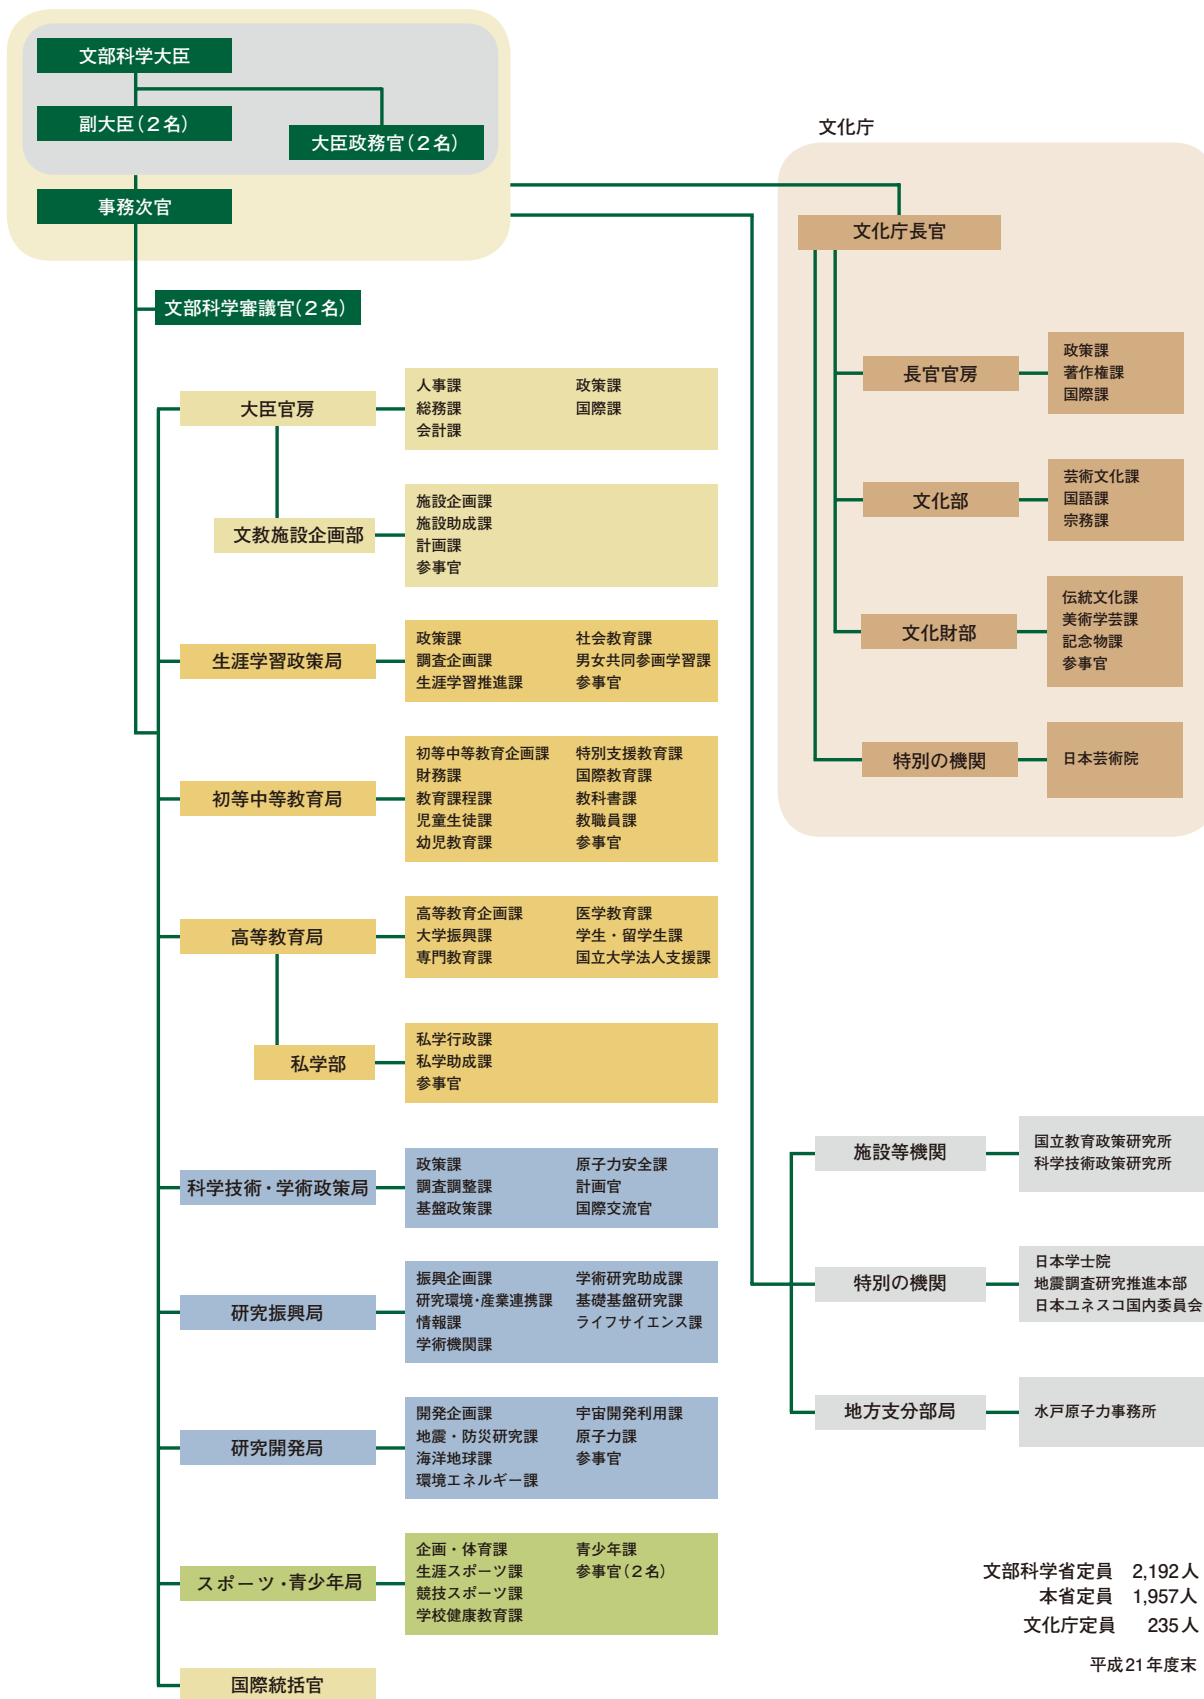 文部科学大臣
副大臣(2名)
大臣政務官(2名)
事務次官
文部科学審議官(2名)
大臣官房
人事課
総務課
会計課
政策課
国際課
文教施設企画部
施設企画課
施設助成課
計画課
参事官
生涯学習政策局
政策課
調査企画課
生涯学習推進課
社会教育課
男女共同参画学習課
参事官
初等中等教育局
初等中等教育企画課
財務課
教育課程課
児童生徒課
幼児教育課
特別支援教育課
国際教育課
教科書課
教職員課
参事官
高等教育局
高等教育企画課
大学振興課
専門教育課
医学教育課
学生・留学生課
国立大学法人支援課
私学部
私学行政課
私学助成課
参事官
科学技術・学術政策局
政策課
調査調整課
基盤政策課
原子力安全課
計画官
国際交流官
研究振興局
振興企画課
研究環境・産業連携課
情報課
学術機関課
学術研究助成課
基礎基盤研究課
ライフサイエンス課
研究開発局
開発企画課
地震・防災研究課
海洋地球課
環境エネルギー課
宇宙開発利用課
原子力課
参事官
スポーツ・青少年局
企画・体育課
生涯スポーツ課
競技スポーツ課
学校健康教育課
青少年課
参事官(2名)
国際統括官
文化庁
文化庁長官
長官官房
政策課
著作権課
国際課
文化部
芸術文化課
国語課
宗務課
文化財部
伝統文化課
美術学芸課
記念物課
参事官
特別の機関
日本芸術院
施設等機関
国立教育政策研究所
科学技術政策研究所
特別の機関
日本学士院
地震調査研究推進本部
日本ユネスコ国内委員会
地方支分部局
水戸原子力事務所
文部科学省定員 2,192人
本省定員 1,957人
文化庁定員 235人
平成21年度末